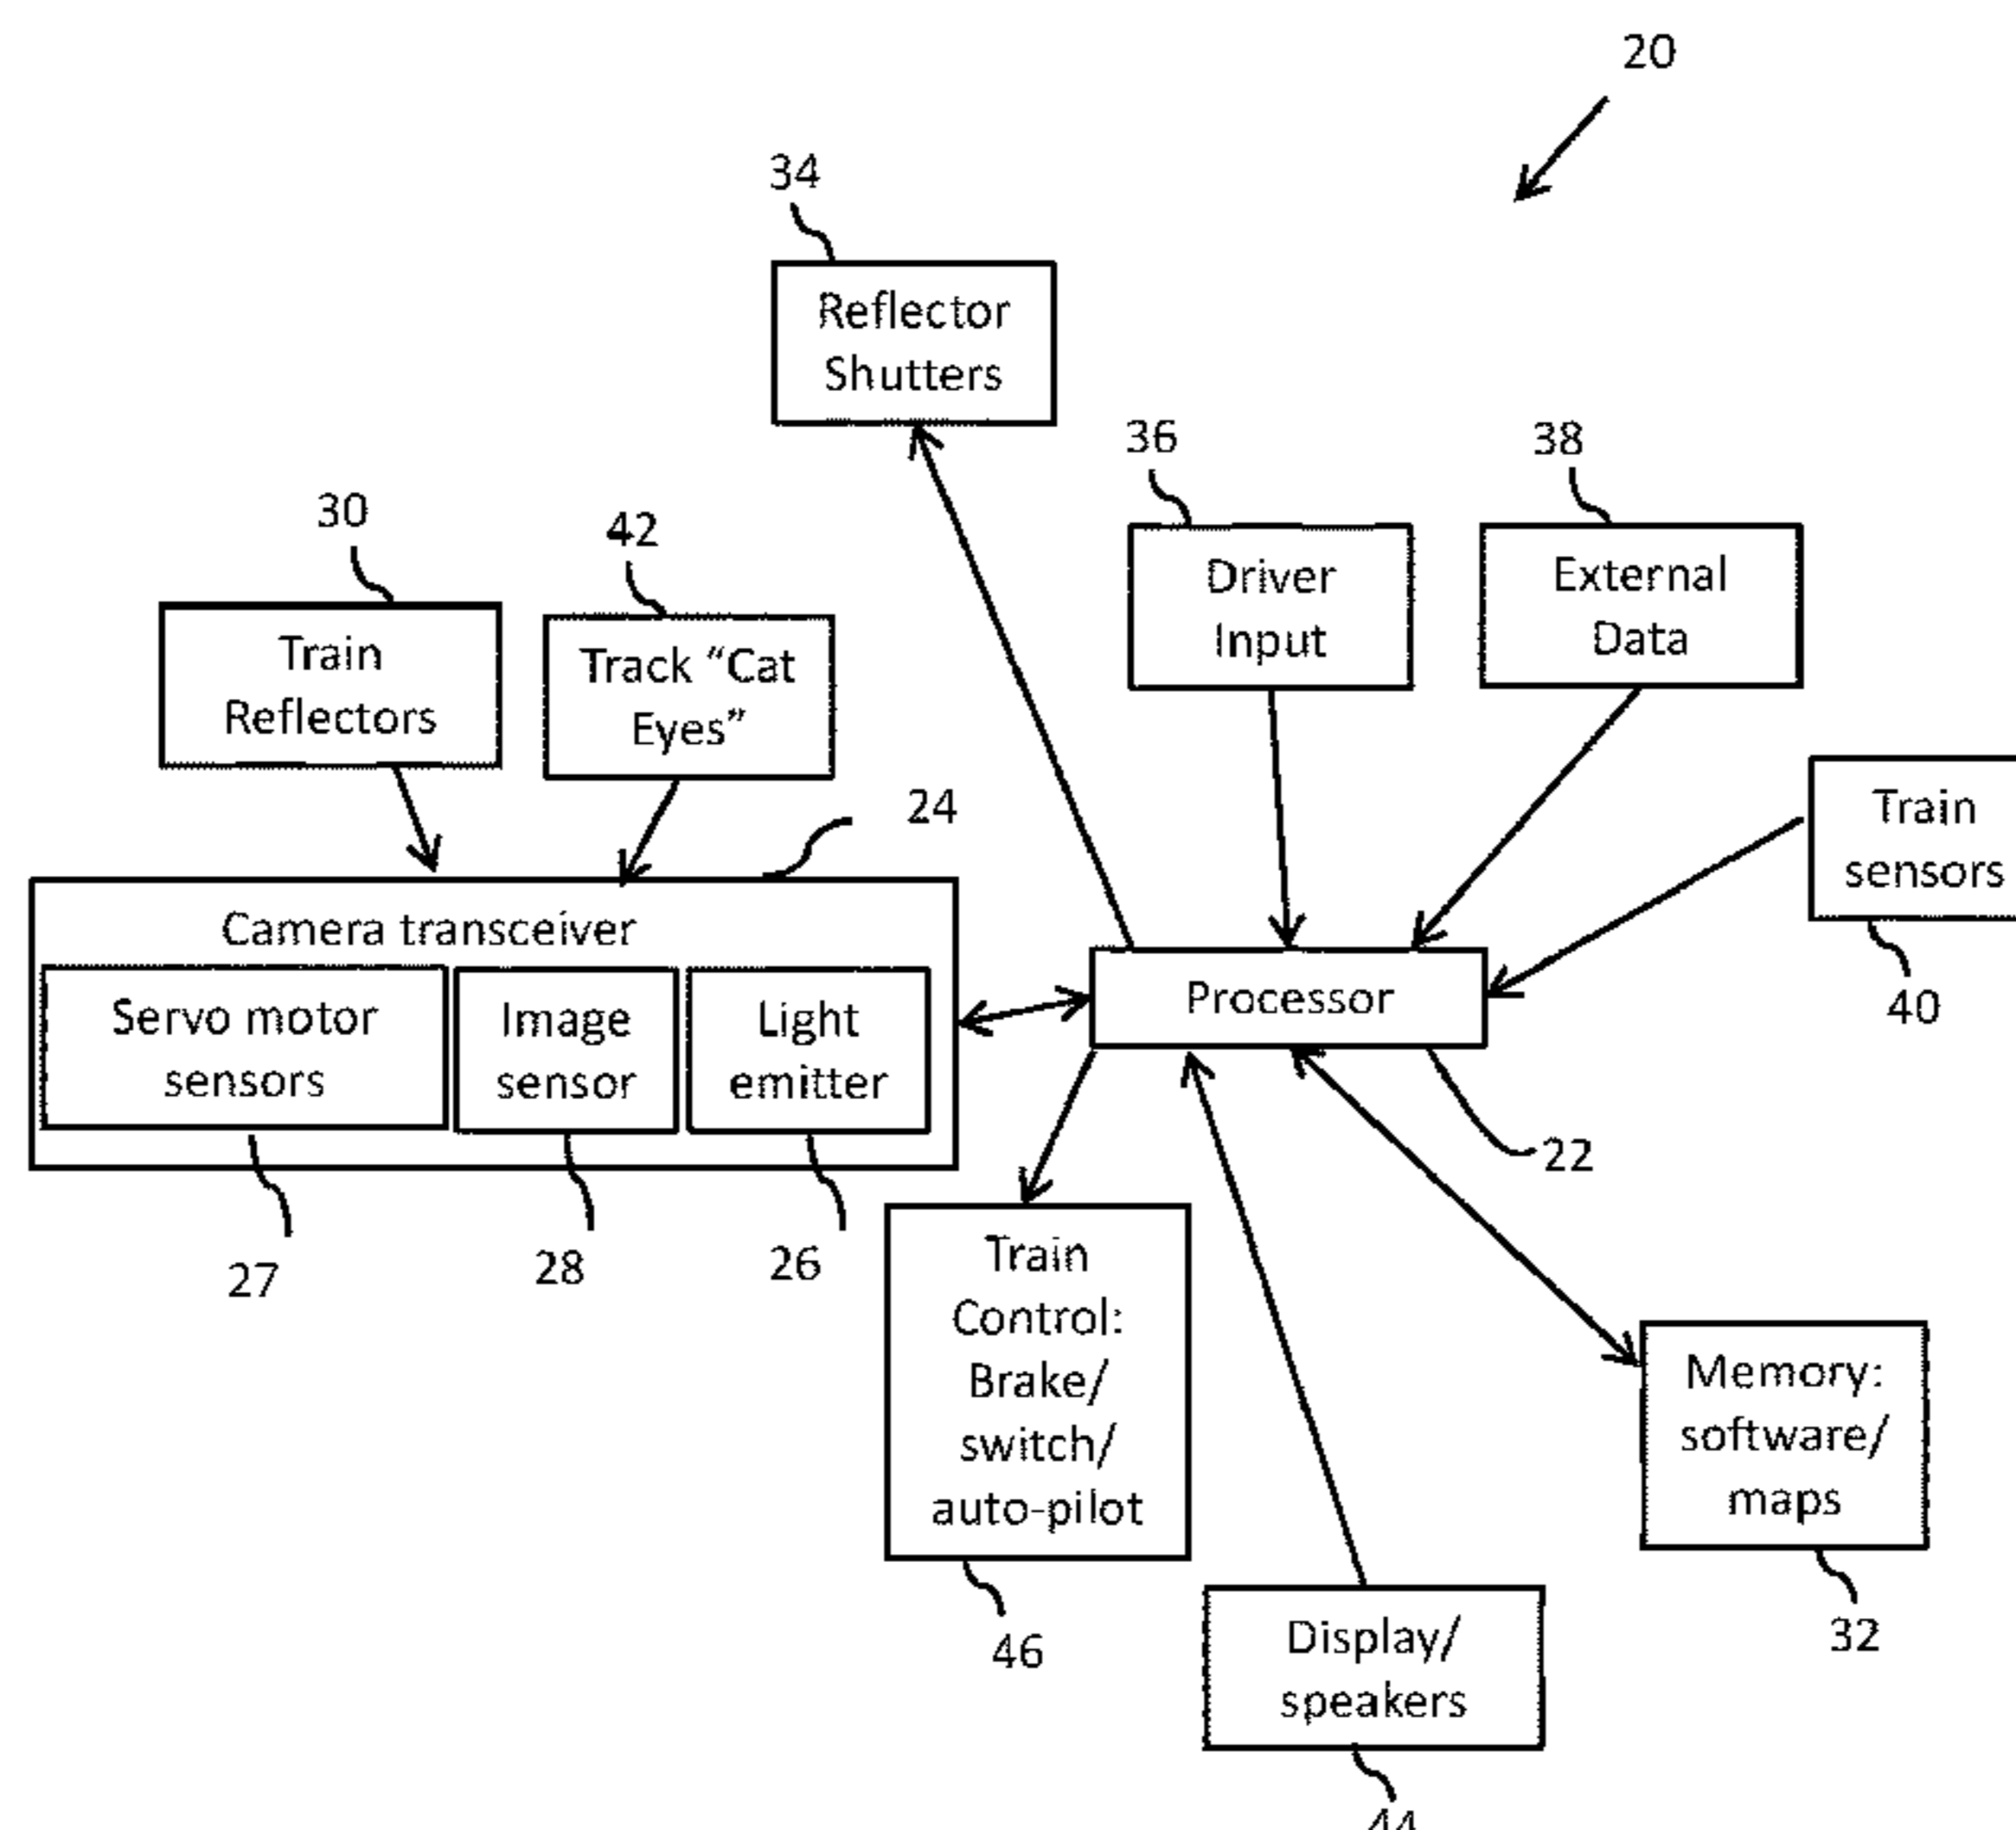 20
34
Reflector
Shutters
36
38
30
42
Driver
Input
External
Data
Train
Reflectors
Track “Cat
Eyes”
24
Train
sensors
Camera transceiver
Servo motor
sensors
Image
sensor
Light
emitter
Processor
40
22
27
28
26
Train
Control:
Brake/
switch/
auto-pilot
Memory:
software/
maps
46
32
Display/
speakers
44